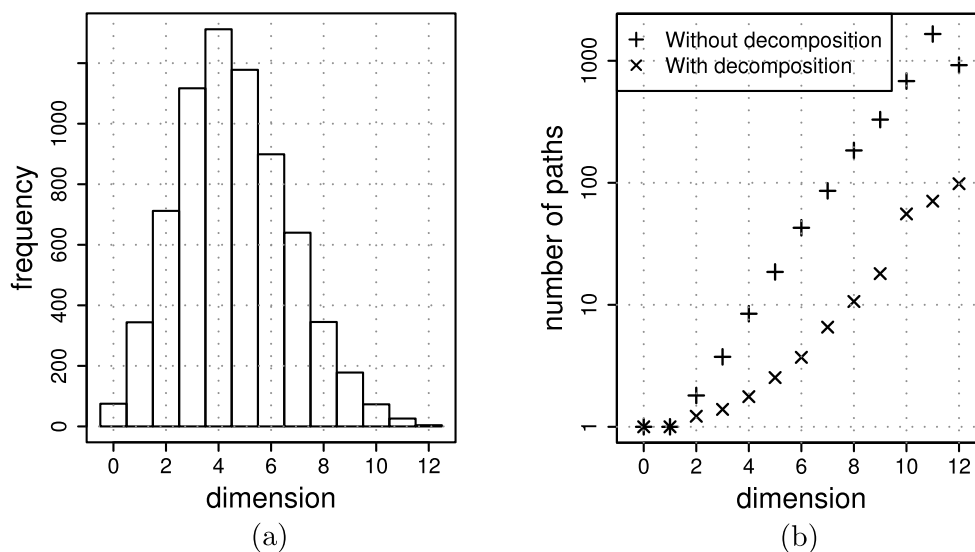 frequency
0
200
400
600
800
1000
0 2 4 6 8 10 12
dimension
(a)
Without decomposition
With decomposition
number of paths
1
10
100
1000
0 2 4 6 8 10 12
dimension
(b)